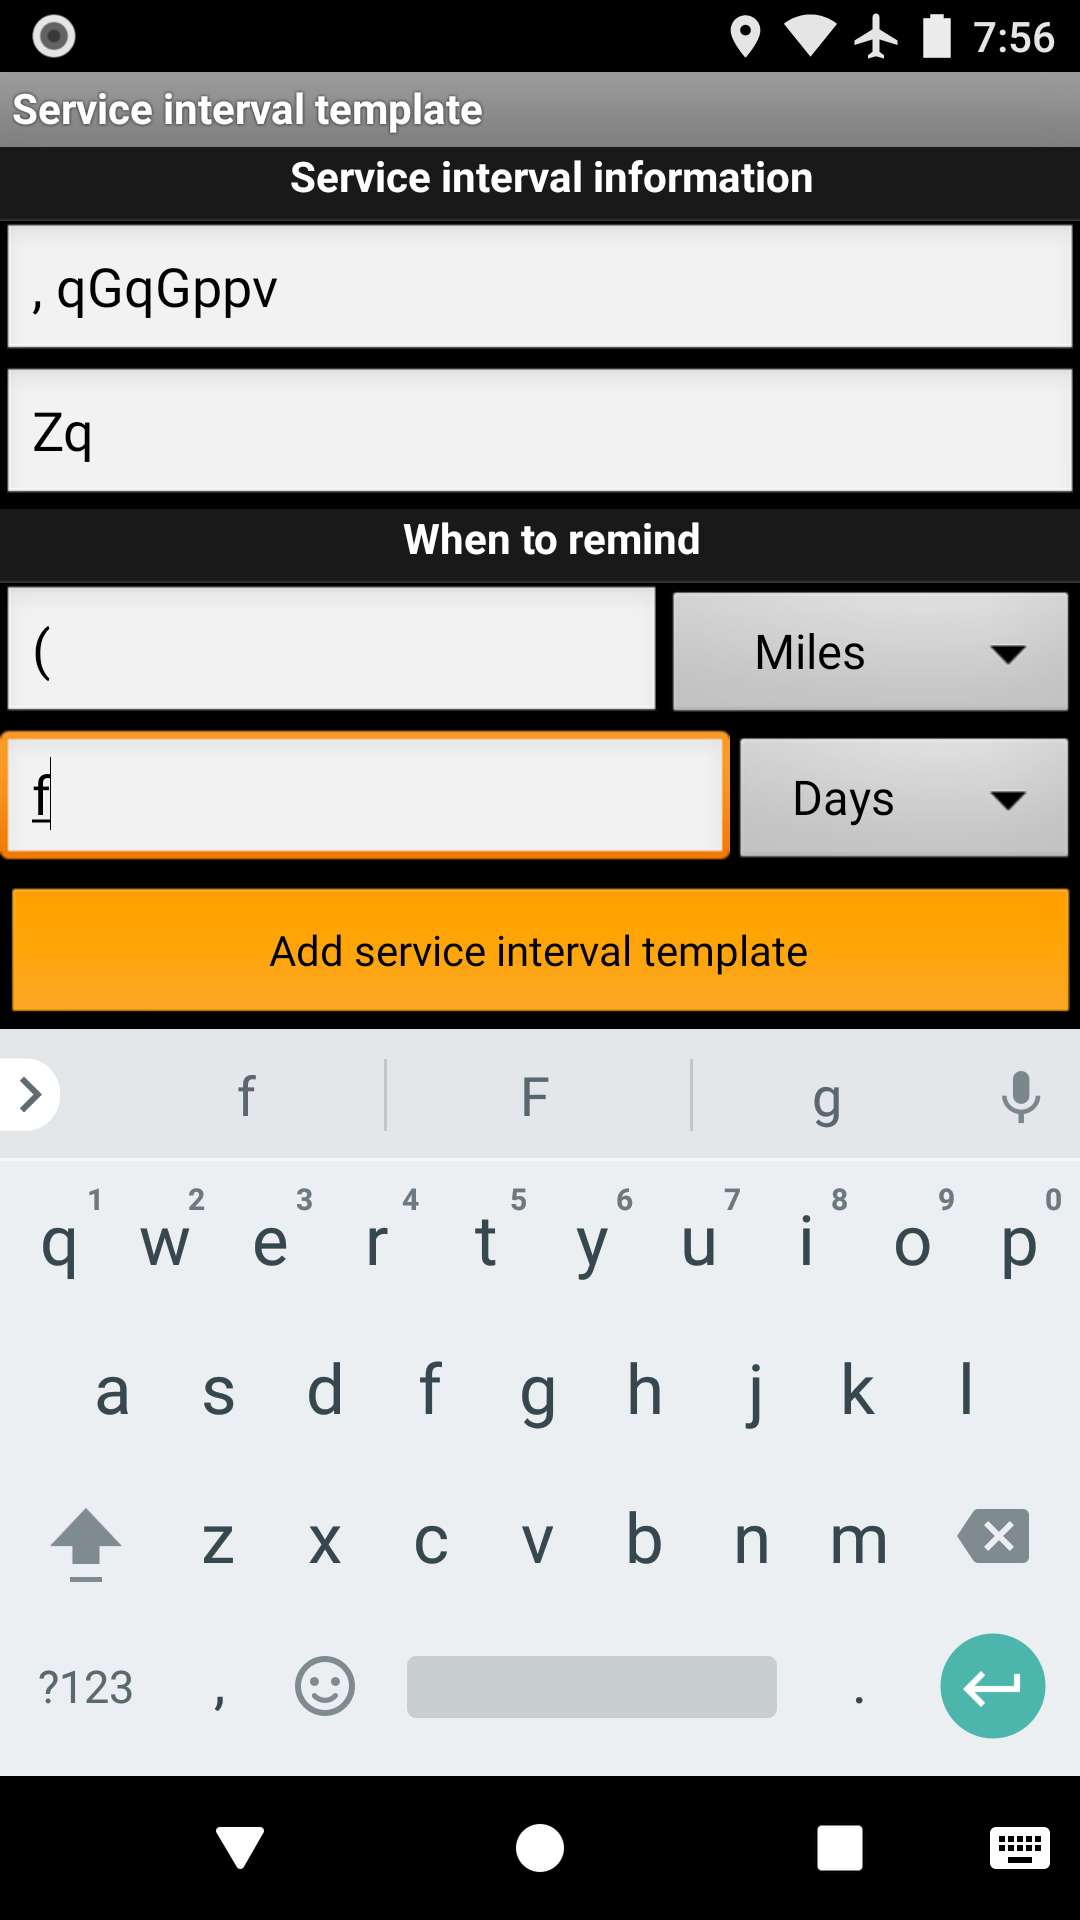 7:56
Service interval template
Service interval information
, qGqGppv
Zq
When to remind
( Miles
f Days
Add service interval template
f F g
1 2 3 4 5 6 7 8 9 0
q w e r t y u i o p
a s d f g h j k l
z x c v b n m
?123 , .